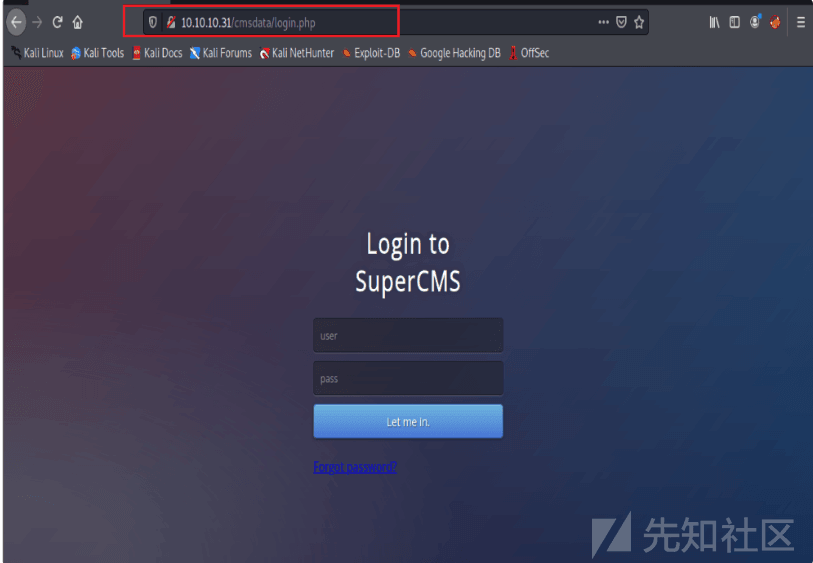 10.10.10.31/cmsdata/login.php
Kali Linux Kali Tools Kali Docs Kali Forums Kali NetHunter Exploit-DB Google Hacking DB OffSec
Login to
SuperCMS
user
pass
Let me in.
Forgot password?
先知社区